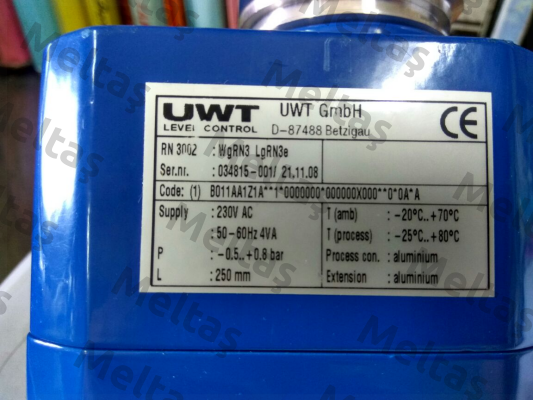 UWT
LEVEL CONTROL
UWT GmbH
D-87488 Betzigau
CE
RN 3002 : WgRN3 LgRN3e
Ser.nr. : 034815-001/ 21.11.08
Code: (1) B011AA1Z1A**1*0000000*000000X000**0*0A*A
Supply : 230V AC T (amb) : -20°C..+70°C
: 50-60Hz 4VA T (process) : -25°C..+80°C
P : -0.5..+0.8 bar Process con. : aluminium
L : 250 mm Extension : aluminium
Meltaş